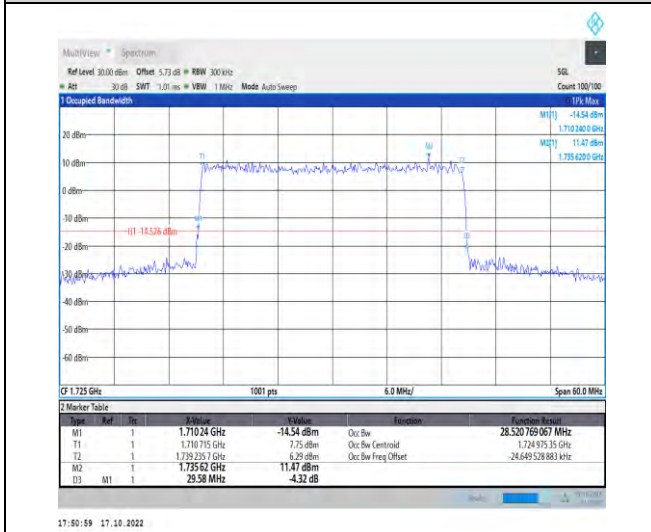 MultiView Spectrum
Ref Level 30.00 dBm Offset 5.73 dB RBW 300 kHz SGL
Att 30 dB SWT 1.01 ms VBW 1 MHz Mode Auto Sweep Count 100/100
1 Occupied Bandwidth 1Pk Max
M1[1] -14.54 dBm
1.710 240 0 GHz
20 dBm
M2[1] 11.47 dBm
1.735 620 0 GHz
T1 M2 T2
10 dBm
0 dBm
-10 dBm
M1
H1 -14.526 dBm
D3
-20 dBm
-30 dBm
-40 dBm
-50 dBm
-60 dBm
CF 1.725 GHz 1001 pts 6.0 MHz/ Span 60.0 MHz
2 Marker Table
Type Ref Trc X-Value Y-Value Function Function Result
M1 1 1.710 24 GHz -14.54 dBm Occ Bw 28.520 769 067 MHz
T1 1 1.710 715 GHz 7.75 dBm Occ Bw Centroid 1.724 975 35 GHz
T2 1 1.739 235 7 GHz 6.29 dBm Occ Bw Freq Offset -24.649 528 883 kHz
M2 1 1.735 62 GHz 11.47 dBm
D3 M1 1 29.58 MHz -4.32 dB
17:50:59 17.10.2022